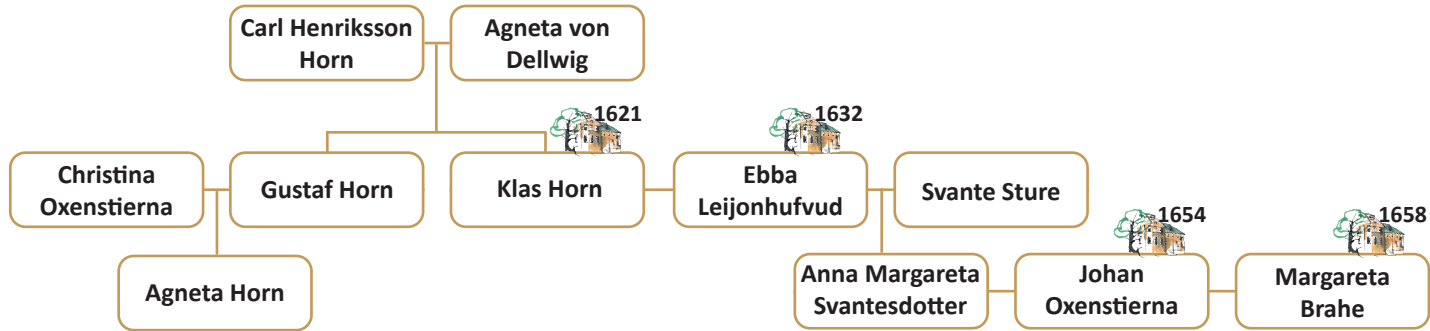 Carl Henriksson
Horn
Agneta von
Dellwig
1621
1632
Christina
Oxenstierna
Gustaf Horn
Klas Horn
Ebba
Leijonhufvud
Svante Sture
1654
1658
Agneta Horn
Anna Margareta
Svantesdotter
Johan
Oxenstierna
Margareta
Brahe